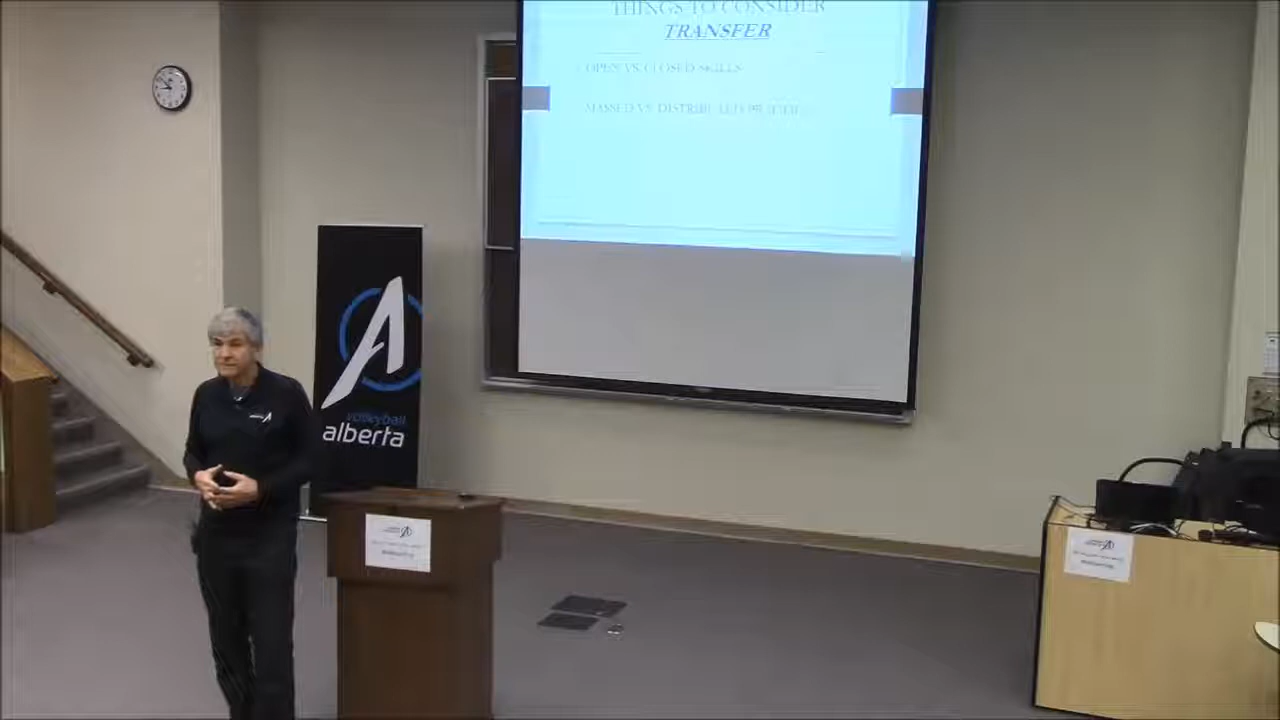 THINGS TO CONSIDER
TRANSFER
OPEN VS CLOSED SKILLS
MASSED VS. DISTRIBUTED PRACTICE
volleyball
alberta